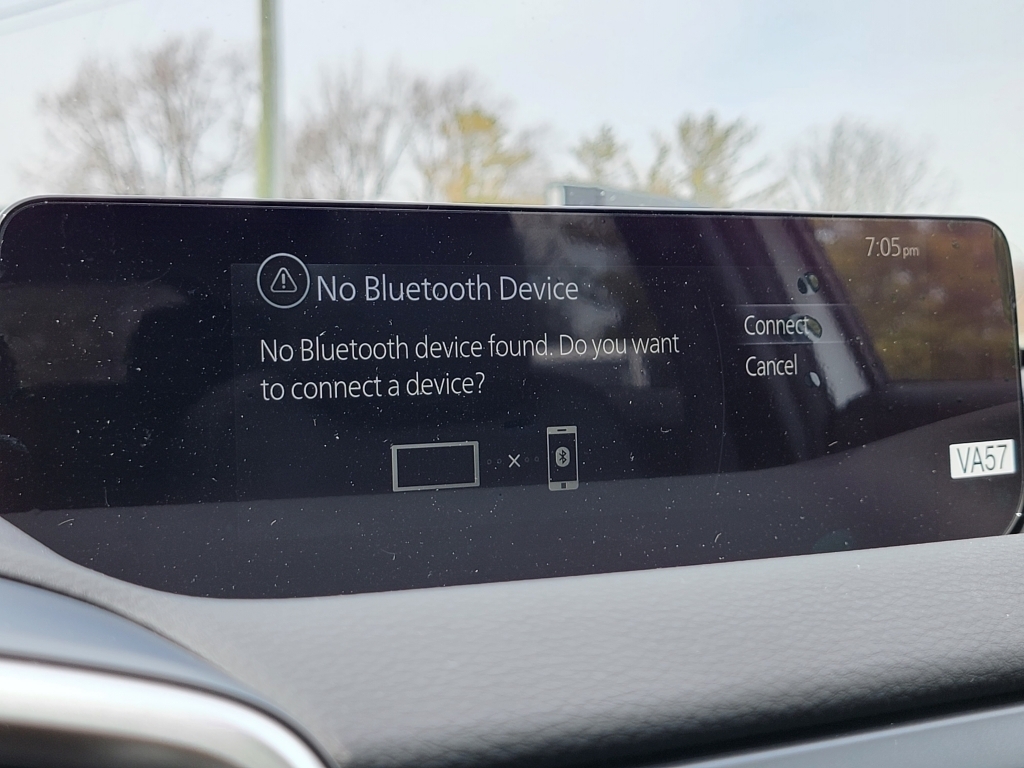 7:05pm
No Bluetooth Device
No Bluetooth device found. Do you want
to connect a device?
Connect
Cancel
VA57